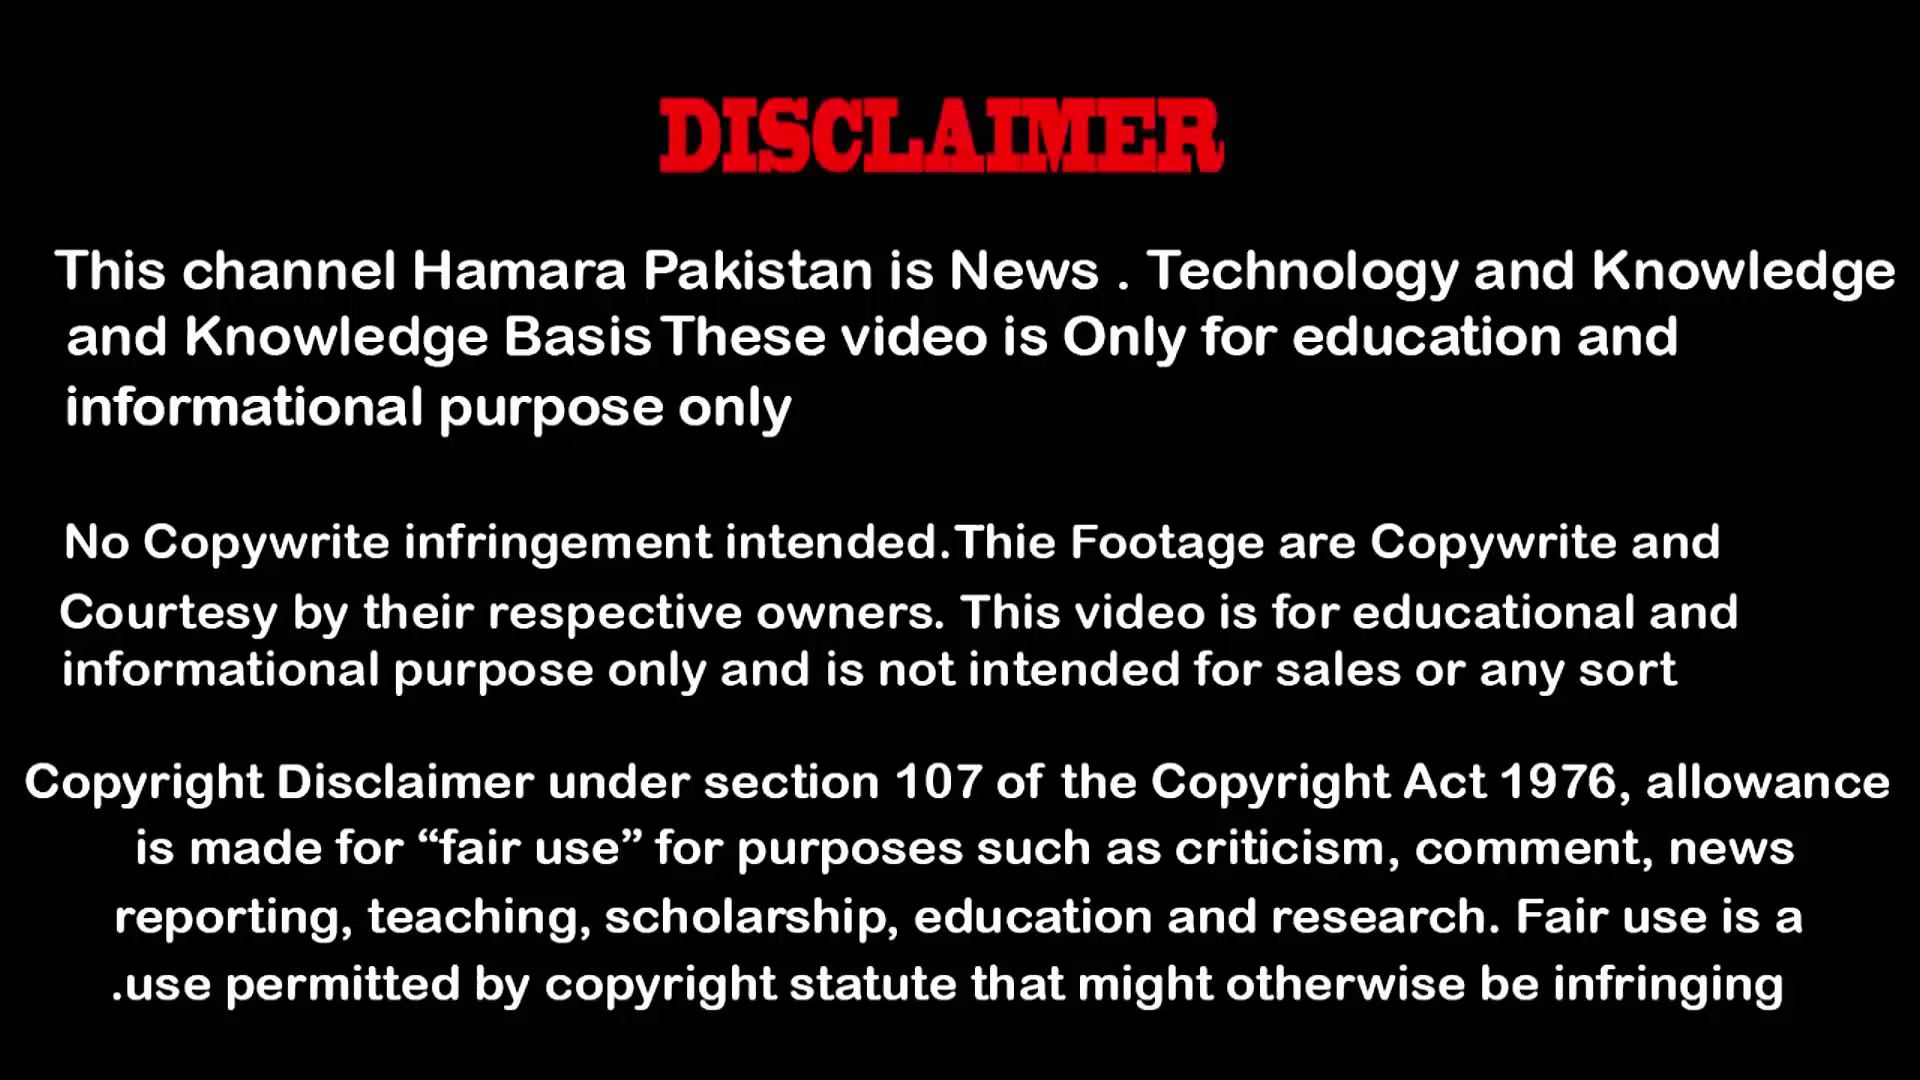 DISCLAIMER
This channel Hamara Pakistan is News . Technology and Knowledge
and Knowledge Basis These video is Only for education and
informational purpose only
No Copywrite infringement intended.Thie Footage are Copywrite and
Courtesy by their respective owners. This video is for educational and
informational purpose only and is not intended for sales or any sort
Copyright Disclaimer under section 107 of the Copyright Act 1976, allowance
is made for “fair use” for purposes such as criticism, comment, news
reporting, teaching, scholarship, education and research. Fair use is a
.use permitted by copyright statute that might otherwise be infringing